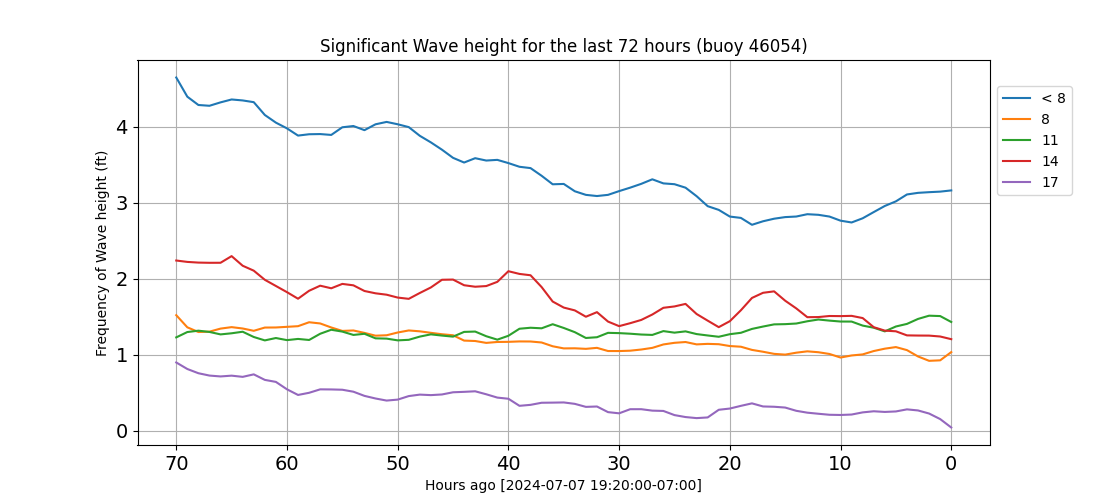 Significant Wave height for the last 72 hours (buoy 46054)
Frequency of Wave height (ft)
4
3
2
1
0
70 60 50 40 30 20 10 0
Hours ago [2024-07-07 19:20:00-07:00]
< 8
8
11
14
17